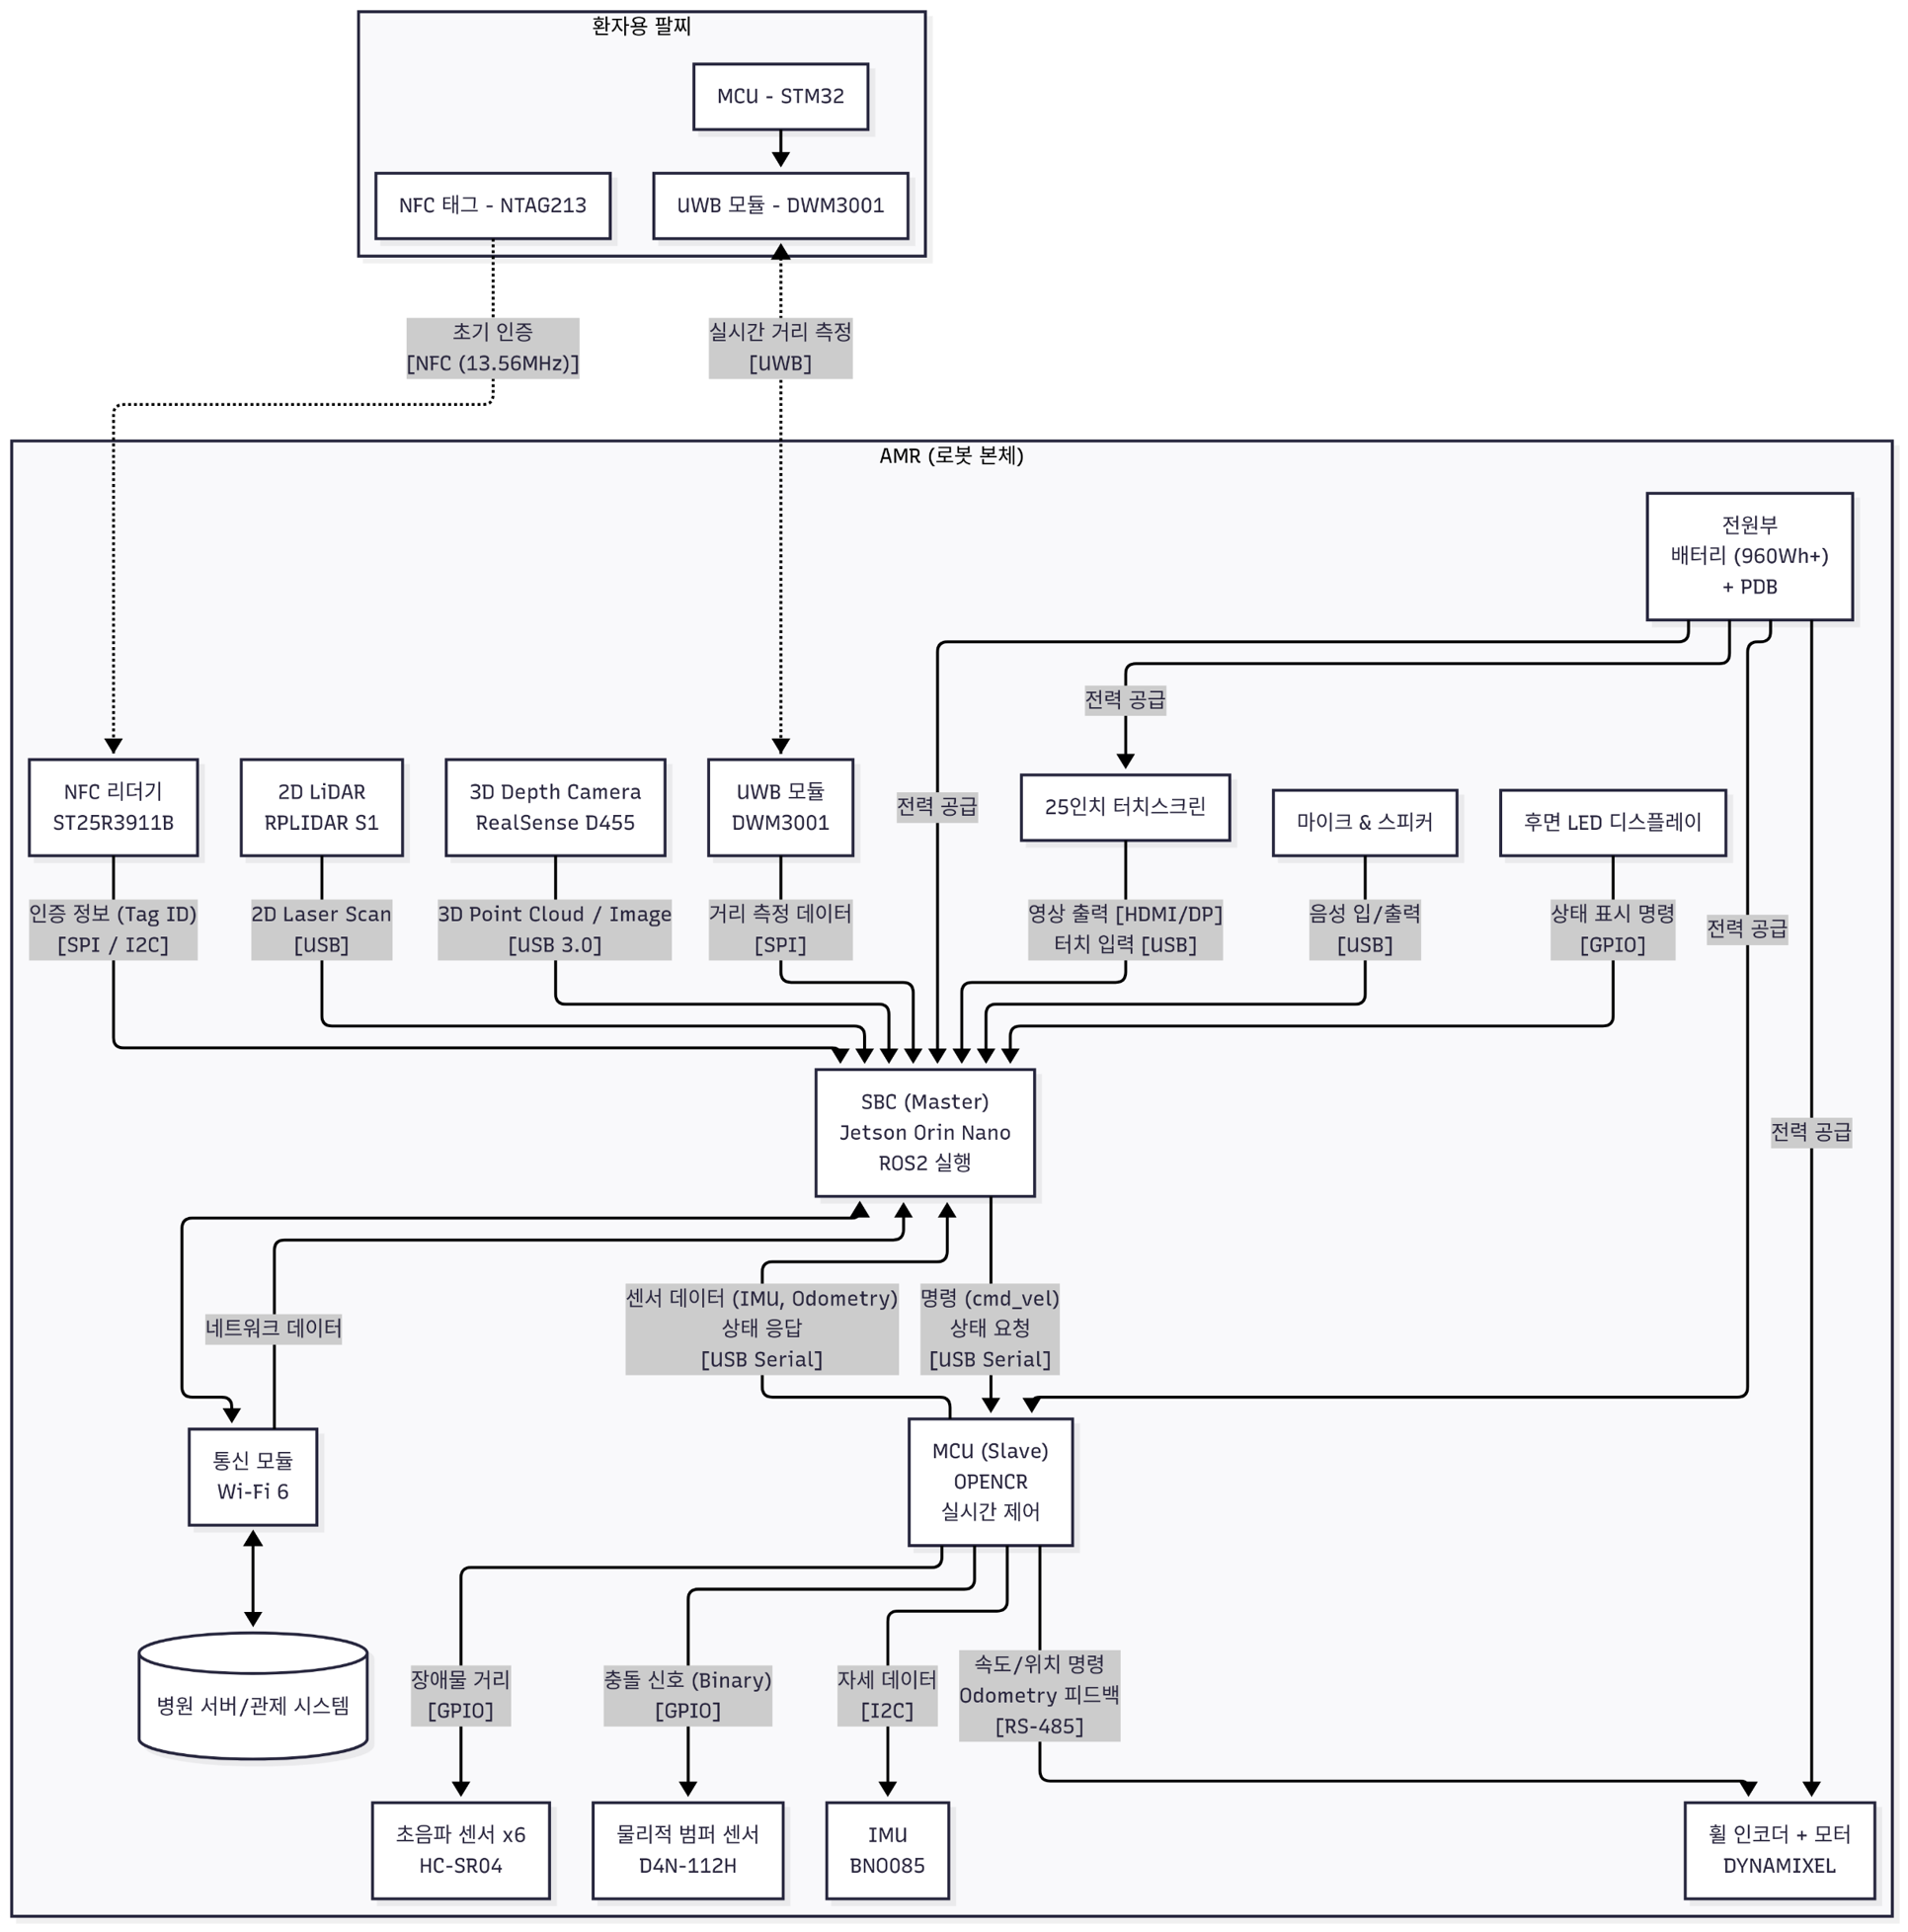 환자용 팔찌
MCU - STM32
NFC 태그 - NTAG213
UWB 모듈 - DWM3001
초기 인증
[NFC (13.56MHz)]
실시간 거리 측정
[UWB]
AMR (로봇 본체)
전원부
배터리 (960Wh+)
+ PDB
전력 공급
NFC 리더기
ST25R3911B
2D LiDAR
RPLIDAR S1
3D Depth Camera
RealSense D455
UWB 모듈
DWM3001
전력 공급
25인치 터치스크린
마이크 & 스피커
후면 LED 디스플레이
인증 정보 (Tag ID)
[SPI / I2C]
2D Laser Scan
[USB]
3D Point Cloud / Image
[USB 3.0]
거리 측정 데이터
[SPI]
영상 출력 [HDMI/DP]
터치 입력 [USB]
음성 입/출력
[USB]
상태 표시 명령
[GPIO]
전력 공급
SBC (Master)
Jetson Orin Nano
ROS2 실행
전력 공급
네트워크 데이터
센서 데이터 (IMU, Odometry)
상태 응답
[USB Serial]
명령 (cmd_vel)
상태 요청
[USB Serial]
통신 모듈
Wi-Fi 6
MCU (Slave)
OPENCR
실시간 제어
병원 서버/관제 시스템
장애물 거리
[GPIO]
충돌 신호 (Binary)
[GPIO]
자세 데이터
[I2C]
속도/위치 명령
Odometry 피드백
[RS-485]
초음파 센서 x6
HC-SR04
물리적 범퍼 센서
D4N-112H
IMU
BNO085
휠 인코더 + 모터
DYNAMIXEL